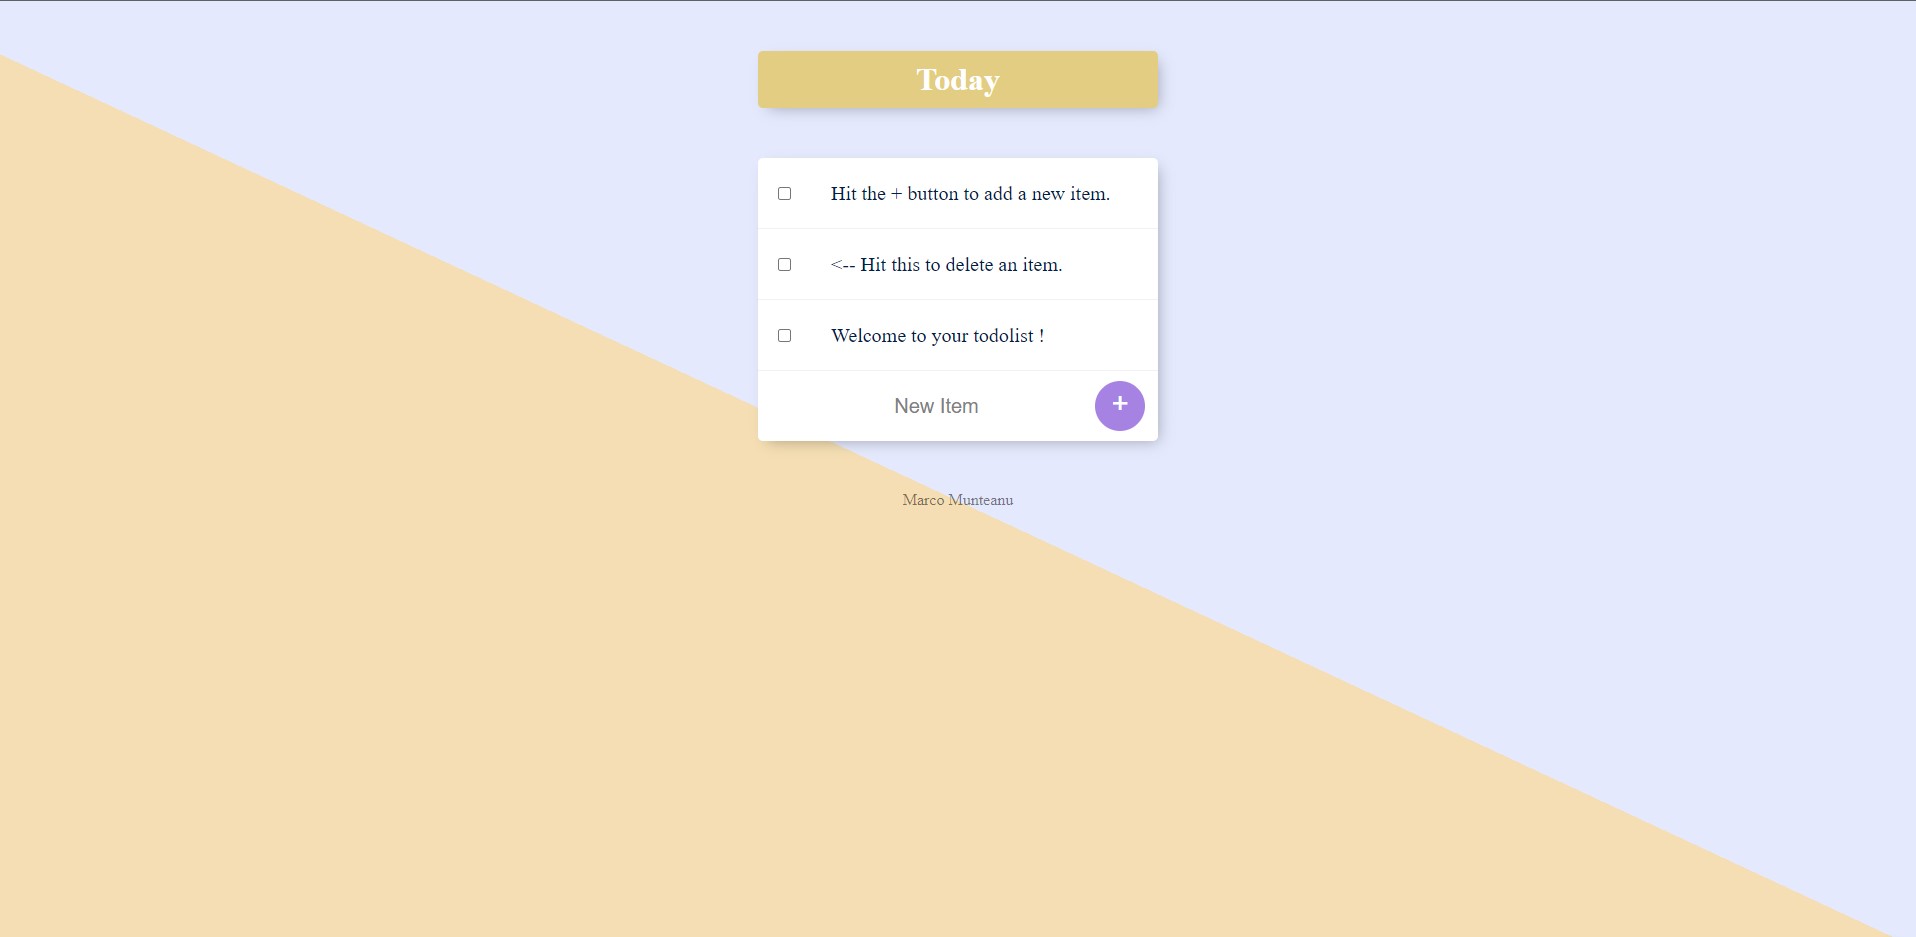 Today
Hit the + button to add a new item.
<-- Hit this to delete an item.
Welcome to your todolist !
New Item
+
Marco Munteanu